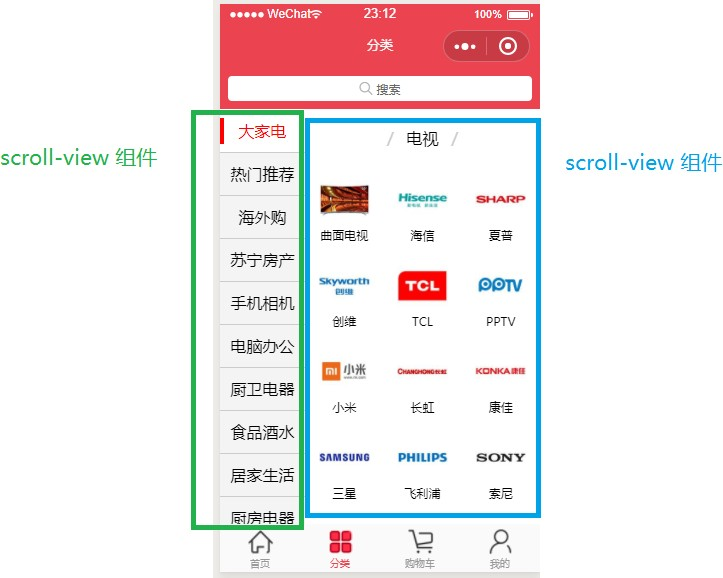 WeChat 23:12 100%
分类
搜索
scroll-view 组件
大家电
热门推荐
海外购
苏宁房产
手机相机
电脑办公
厨卫电器
食品酒水
居家生活
厨房电器
scroll-view 组件
/ 电视 /
Hisense
SHARP
曲面电视 海信 夏普
Skyworth
创维
TCL
PPTV
创维 TCL PPTV
mi 小米
CHANGHONG长虹
KONKA康佳
小米 长虹 康佳
SAMSUNG PHILIPS SONY
三星 飞利浦 索尼
首页 分类 购物车 我的